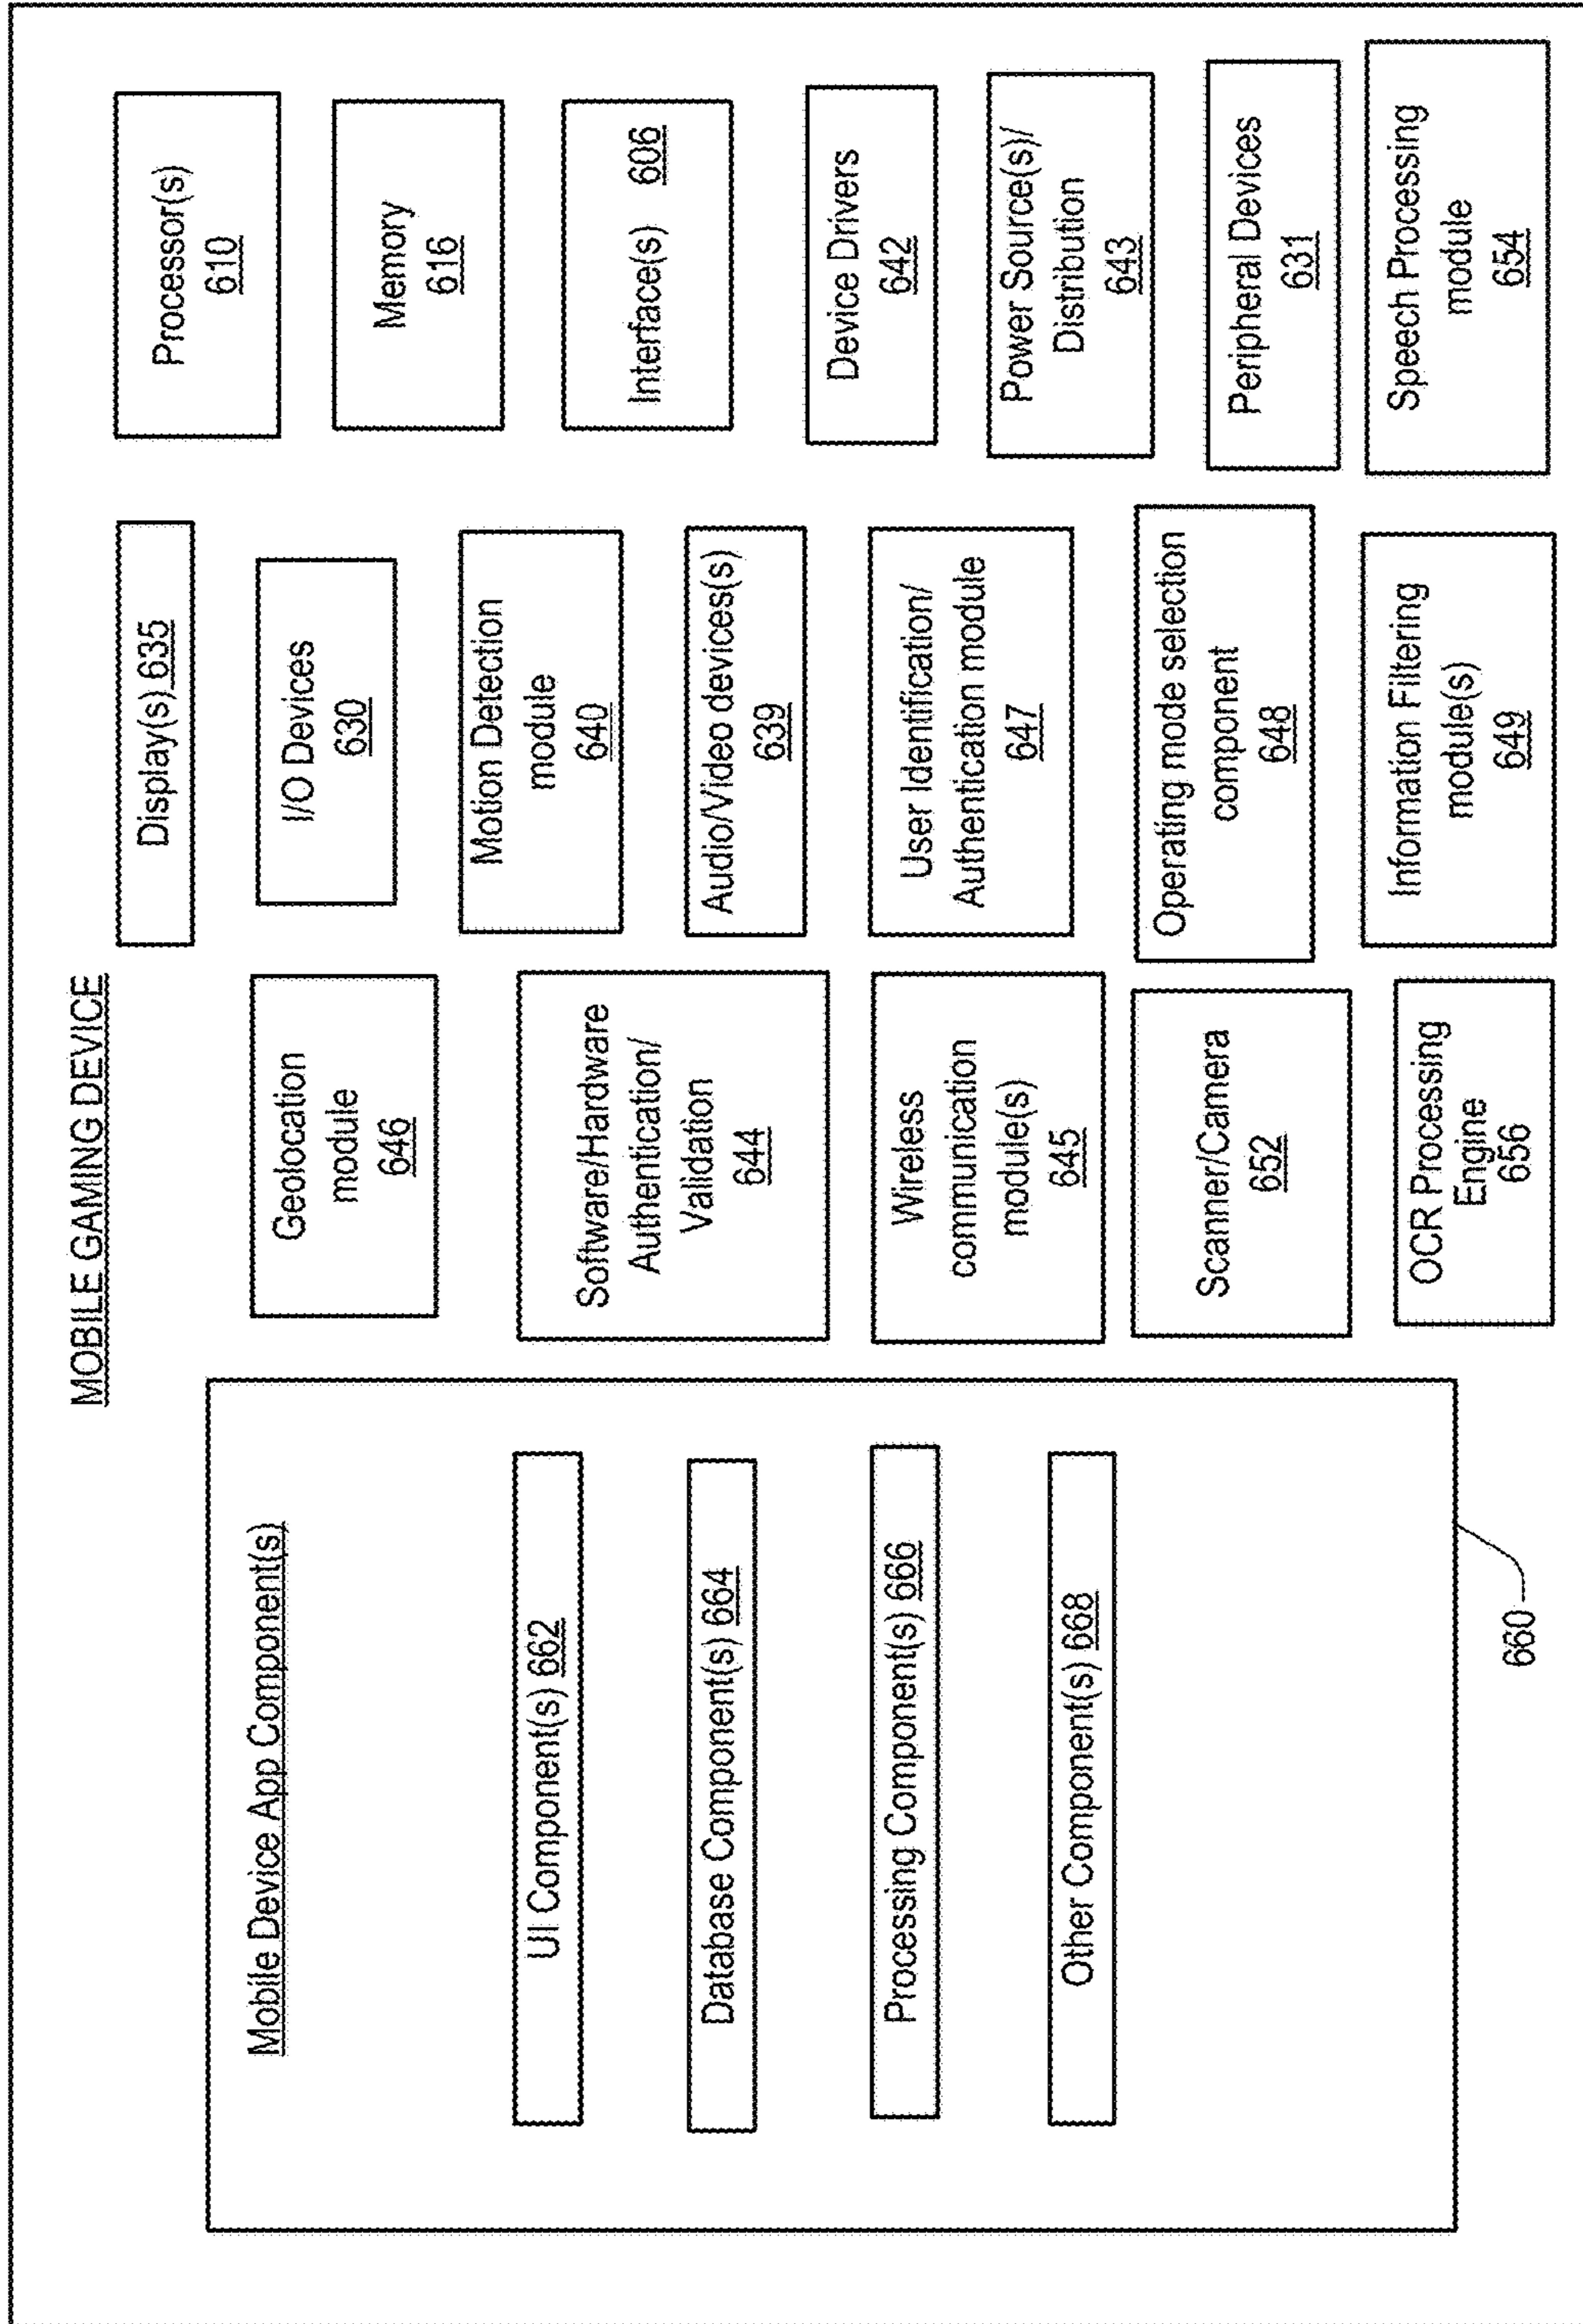 MOBILE GAMING DEVICE
Mobile Device App Component(s)
UI Component(s) 662
Database Component(s) 664
Processing Component(s) 666
Other Component(s) 668
660
Geolocation
module
646
Software/Hardware
Authentication/
Validation
644
Wireless
communication
module(s)
645
Scanner/Camera
652
OCR Processing
Engine
656
Display(s) 635
I/O Devices
630
Motion Detection
module
640
Audio/Video devices(s)
639
User Identification/
Authentication module
647
Operating mode selection
component
648
Information Filtering
module(s)
649
Processor(s)
610
Memory
616
Interface(s) 606
Device Drivers
642
Power Source(s)/
Distribution
643
Peripheral Devices
631
Speech Processing
module
654